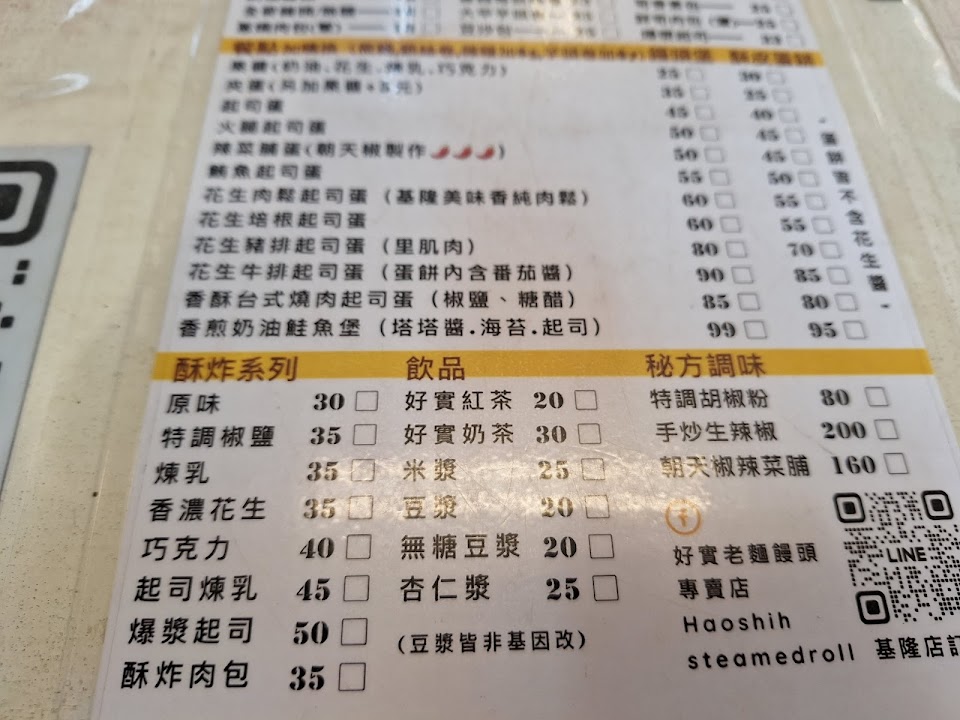 果醬(奶油、花生、煉乳、巧克力) 25 30
夾蛋(另加果醬+5元) 35 35
起司蛋 45 40
火腿起司蛋 50 45
辣菜脯蛋(朝天椒製作🌶🌶🌶) 50 45
鮪魚起司蛋 55 50
花生肉鬆起司蛋 (基隆美味香純肉鬆) 60 55
花生培根起司蛋 60 55
花生豬排起司蛋 (里肌肉) 80 70
花生牛排起司蛋 (蛋餅內含番茄醬) 90 85
香酥台式燒肉起司蛋 (椒鹽、糖醋) 85 80
香煎奶油鮭魚堡 (塔塔醬.海苔.起司) 99 95
蛋餅皆不含花生醬
酥炸系列
原味 30
特調椒鹽 35
煉乳 35
香濃花生 35
巧克力 40
起司煉乳 45
爆漿起司 50
酥炸肉包 35
飲品
好實紅茶 20
好實奶茶 30
米漿 25
豆漿 20
無糖豆漿 20
杏仁漿 25
(豆漿皆非基因改)
秘方調味
特調胡椒粉 80
手炒生辣椒 200
朝天椒辣菜脯 160
好實老麵饅頭
專賣店
Haoshih
steamedroll
LINE
基隆店訂